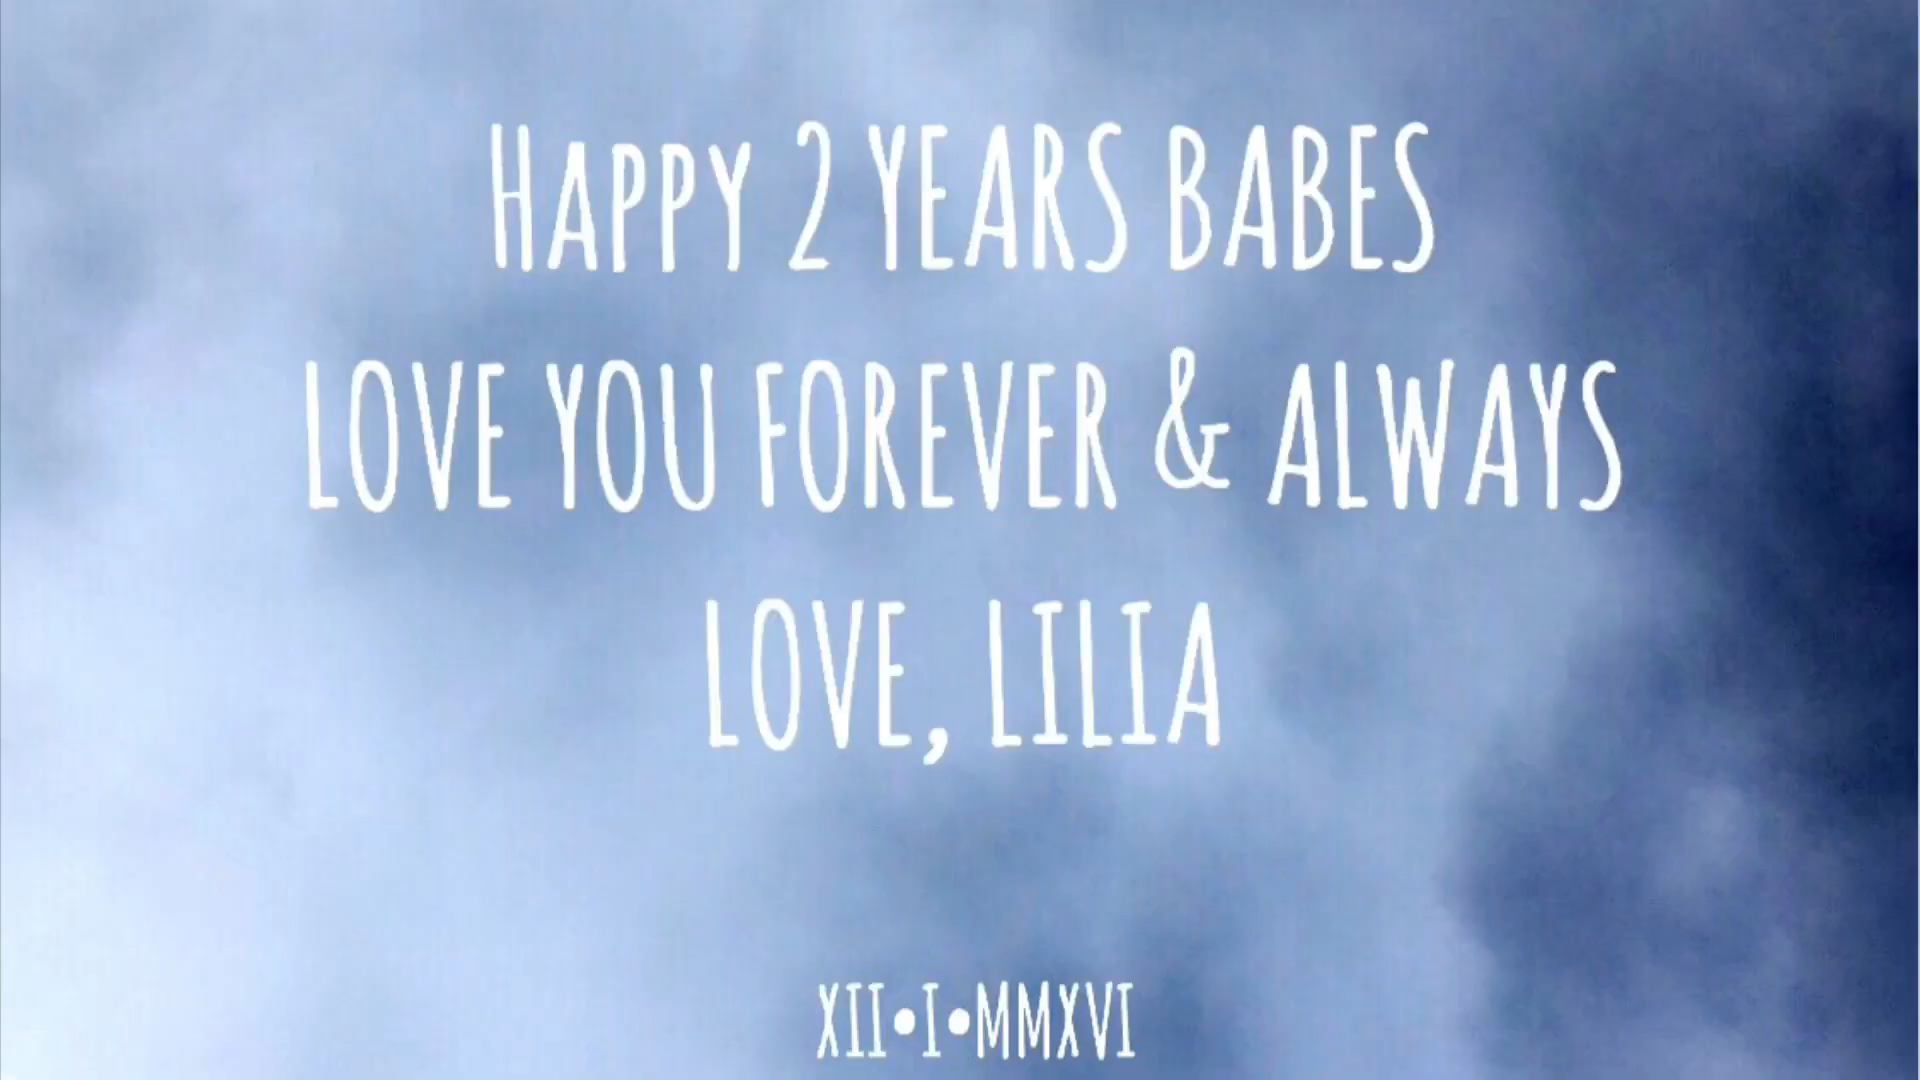 Happy 2 YEARS BABES
LOVE YOU FOREVER & ALWAYS
LOVE, LILIA
XII•I•MMXVI